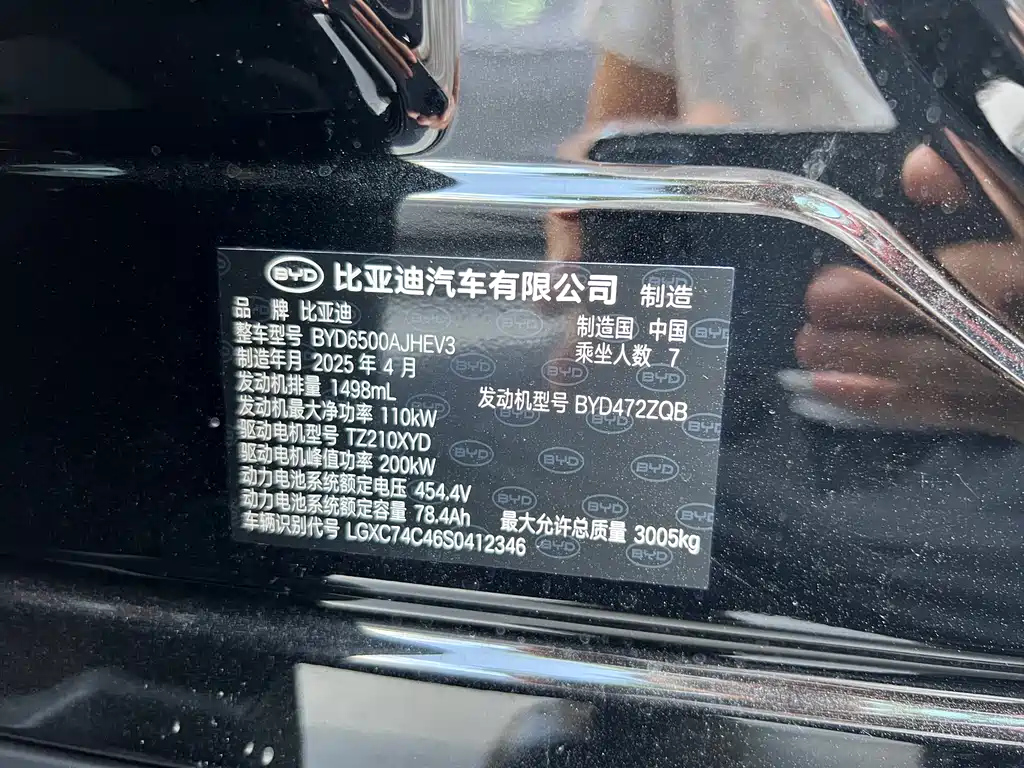 BYD 比亚迪汽车有限公司 制造
品 牌 比亚迪 制造国 中国
整车型号 BYD6500AJHEV3 乘坐人数 7
制造年月 2025 年 4 月
发动机排量 1498mL 发动机型号 BYD472ZQB
发动机最大净功率 110kW
驱动电机型号 TZ210XYD
驱动电机峰值功率 200kW
动力电池系统额定电压 454.4V
动力电池系统额定容量 78.4Ah 最大允许总质量 3005kg
车辆识别代号 LGXC74C46S0412346